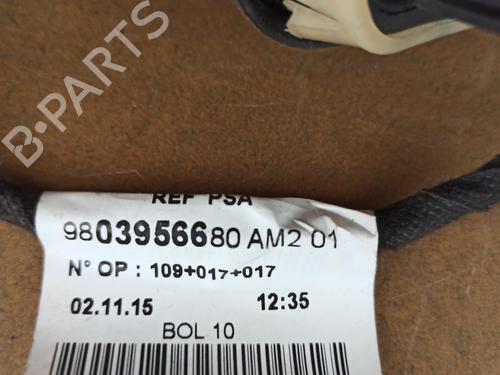 B-PARTS
REF PSA
9803956680 AM2 01
N° OP : 109+017+017
02.11.15 12:35
BOL 10